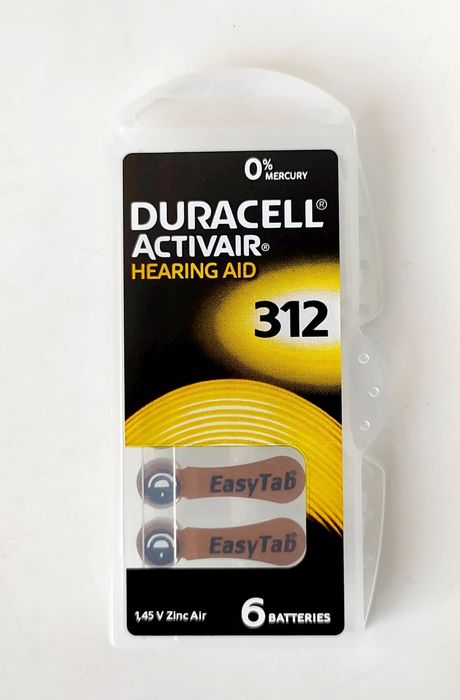 0% MERCURY
DURACELL®
ACTIVAIR®
HEARING AID
312
EasyTab
EasyTab
1,45 V Zinc Air
6 BATTERIES